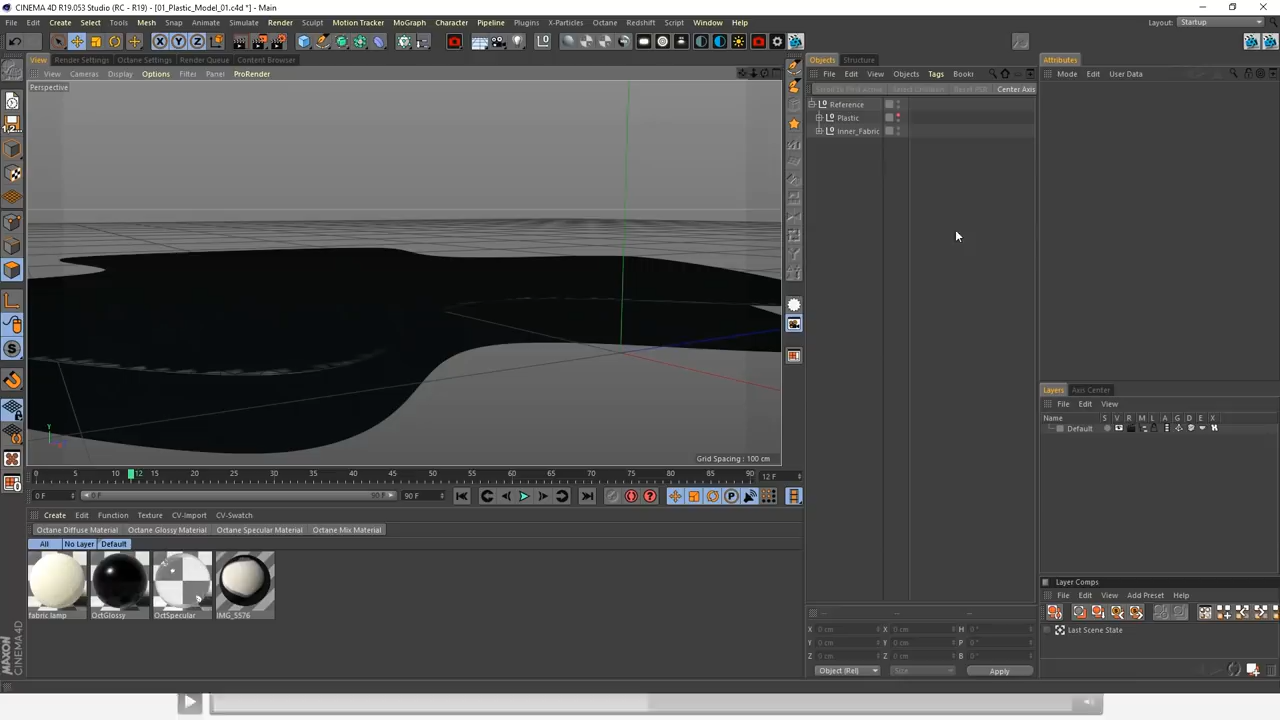 CINEMA 4D R19.053 Studio (RC - R19) - [01_Plastic_Model_01.c4d *] - Main
File Edit Create Select Tools Mesh Snap Animate Simulate Render Sculpt Motion Tracker MoGraph Character Pipeline Plugins X-Particles Octane Redshift Script Window Help Layout: Startup
View Render Settings Octane Settings Render Queue Content Browser Objects Structure Attributes
View Cameras Display Options Filter Panel ProRender File Edit View Objects Tags Book Mode Edit User Data
Perspective
Center Axis
Reference
Plastic
Inner_Fabric
Layers Axis Center
File Edit View
Name S V R M L A G D E X
Default
Y
Grid Spacing : 100 cm
0 5 10 12 15 20 25 30 35 40 45 50 55 60 65 70 75 80 85 90 12 F
0 F 0 F 90 F 90 F
Create Edit Function Texture CV-Import CV-Swatch
Octane Diffuse Material Octane Glossy Material Octane Specular Material Octane Mix Material
All No Layer Default
fabric lamp OctGlossy OctSpecular IMG_5576
Layer Comps
File Edit View Add Preset Help
Last Scene State
X 0 cm X 0 cm H 0 °
Y 0 cm Y 0 cm P 0 °
Z 0 cm Z 0 cm B 0 °
Object (Rel) Size Apply
MAXON CINEMA4D